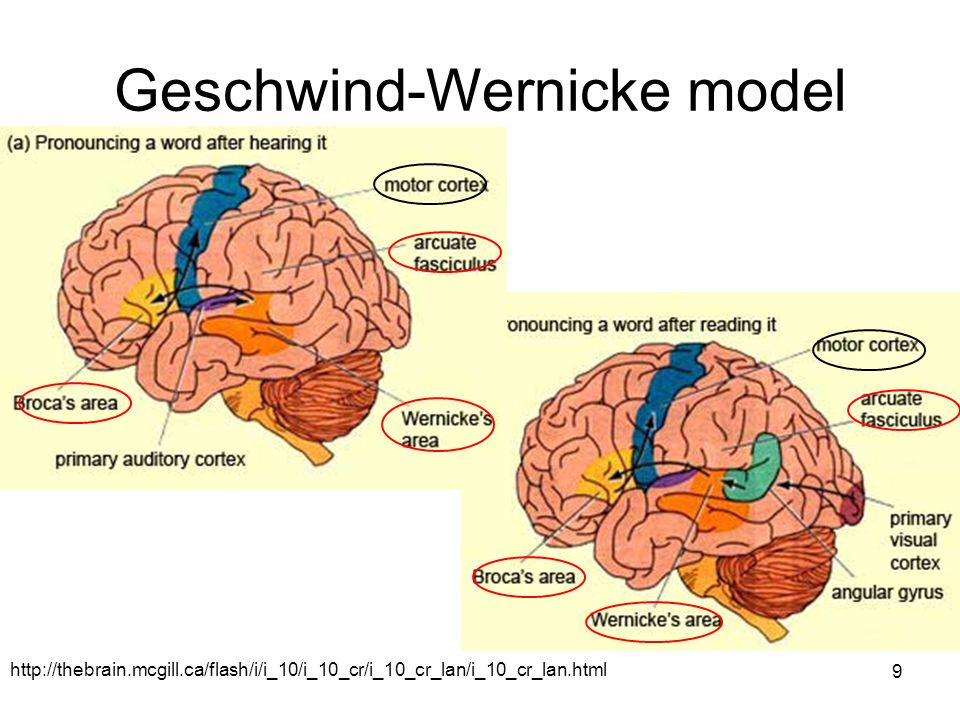 Geschwind-Wernicke model
(a) Pronouncing a word after hearing it
motor cortex
arcuate
fasciculus
Broca's area
Wernicke's
area
primary auditory cortex
ronouncing a word after reading it
motor cortex
arcuate
fasciculus
primary
visual
cortex
Broca's area
angular gyrus
Wernicke's area
http://thebrain.mcgill.ca/flash/i/i_10/i_10_cr/i_10_cr_lan/i_10_cr_lan.html
9